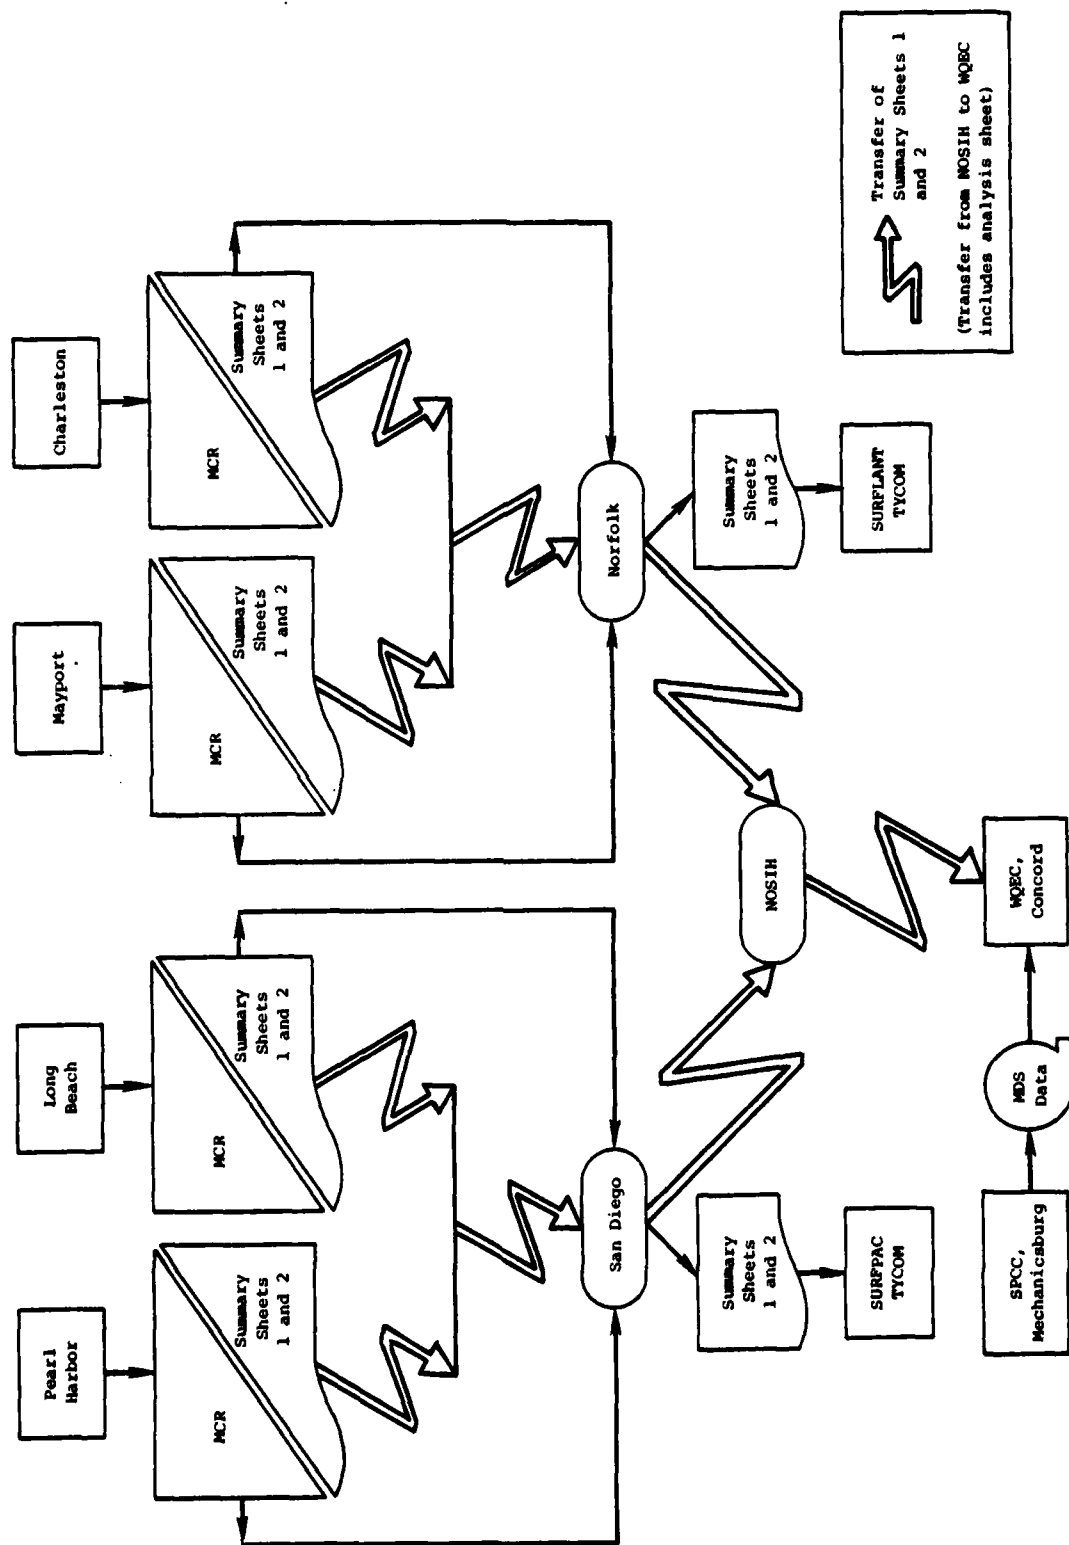 Pearl
Harbor
Long
Beach
Mayport
Charleston
MCR
Summary
Sheets
1 and 2
MCR
Summary
Sheets
1 and 2
MCR
Summary
Sheets
1 and 2
MCR
Summary
Sheets
1 and 2
San Diego
Norfolk
Summary
Sheets
1 and 2
Summary
Sheets
1 and 2
SURFPAC
TYCOM
SURFLANT
TYCOM
NOSIH
SPCC,
Mechanicsburg
MDS
Data
WQEC,
Concord
Transfer of
Summary Sheets 1
and 2
(Transfer from NOSIH to WQEC
includes analysis sheet)